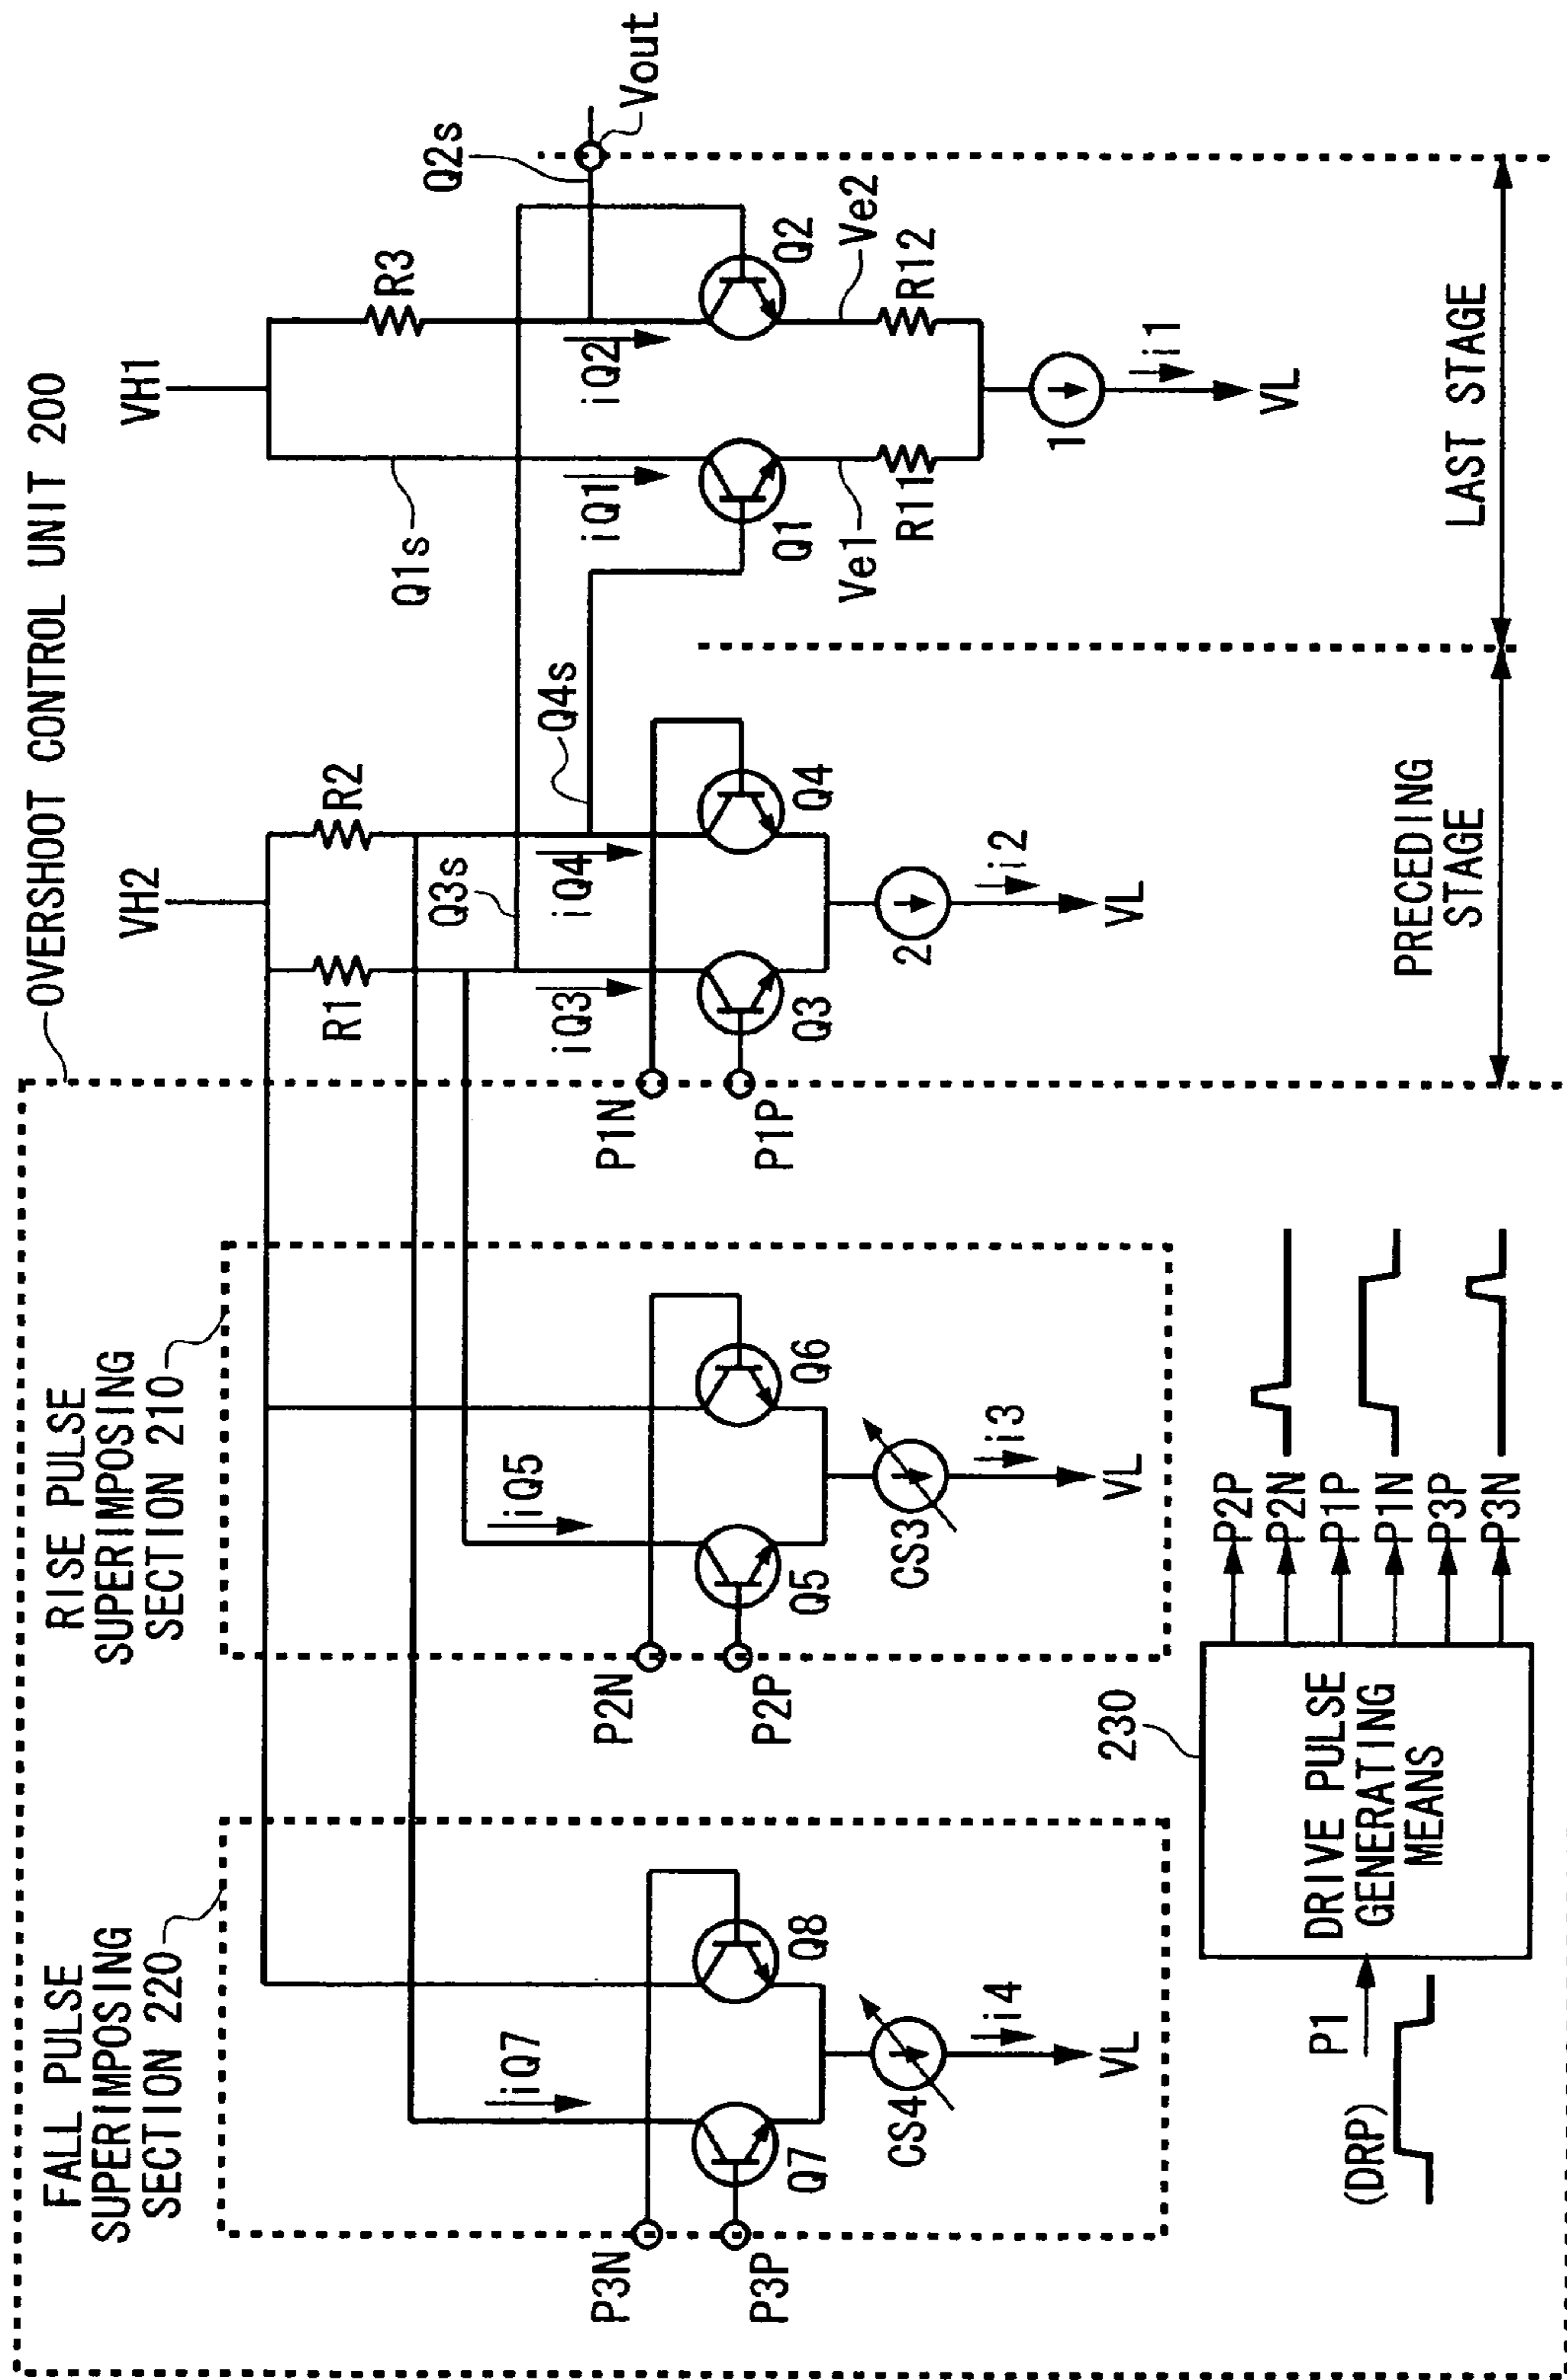 OVERSHOOT CONTROL UNIT 200
FALL PULSE
SUPERIMPOSING
SECTION 220
RISE PULSE
SUPERIMPOSING
SECTION 210
VH2
VH1
R1
R2
R3
Q3s
Q4s
Q1s
Q2s
Vout
iQ7
iQ5
iQ3
iQ4
iQ1
iQ2
P3N
P3P
P2N
P2P
P1N
P1P
Q7
Q8
Q5
Q6
Q3
Q4
Q1
Q2
Ve1
Ve2
R11
R12
CS4
i4
VL
CS3
i3
VL
2
i2
VL
1
i1
VL
(DRP)
P1
230
DRIVE PULSE
GENERATING
MEANS
P2P
P2N
P1P
P1N
P3P
P3N
PRECEDING
STAGE
LAST STAGE